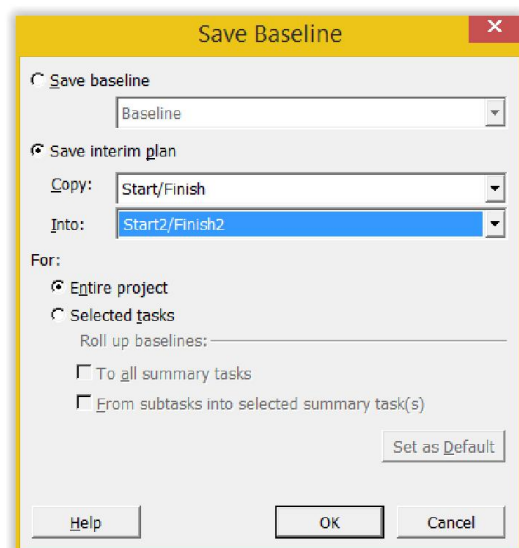 Save Baseline
Save baseline
Baseline
Save interim plan
Copy: Start/Finish
Into: Start2/Finish2
For:
Entire project
Selected tasks
Roll up baselines:
To all summary tasks
From subtasks into selected summary task(s)
Set as Default
Help OK Cancel